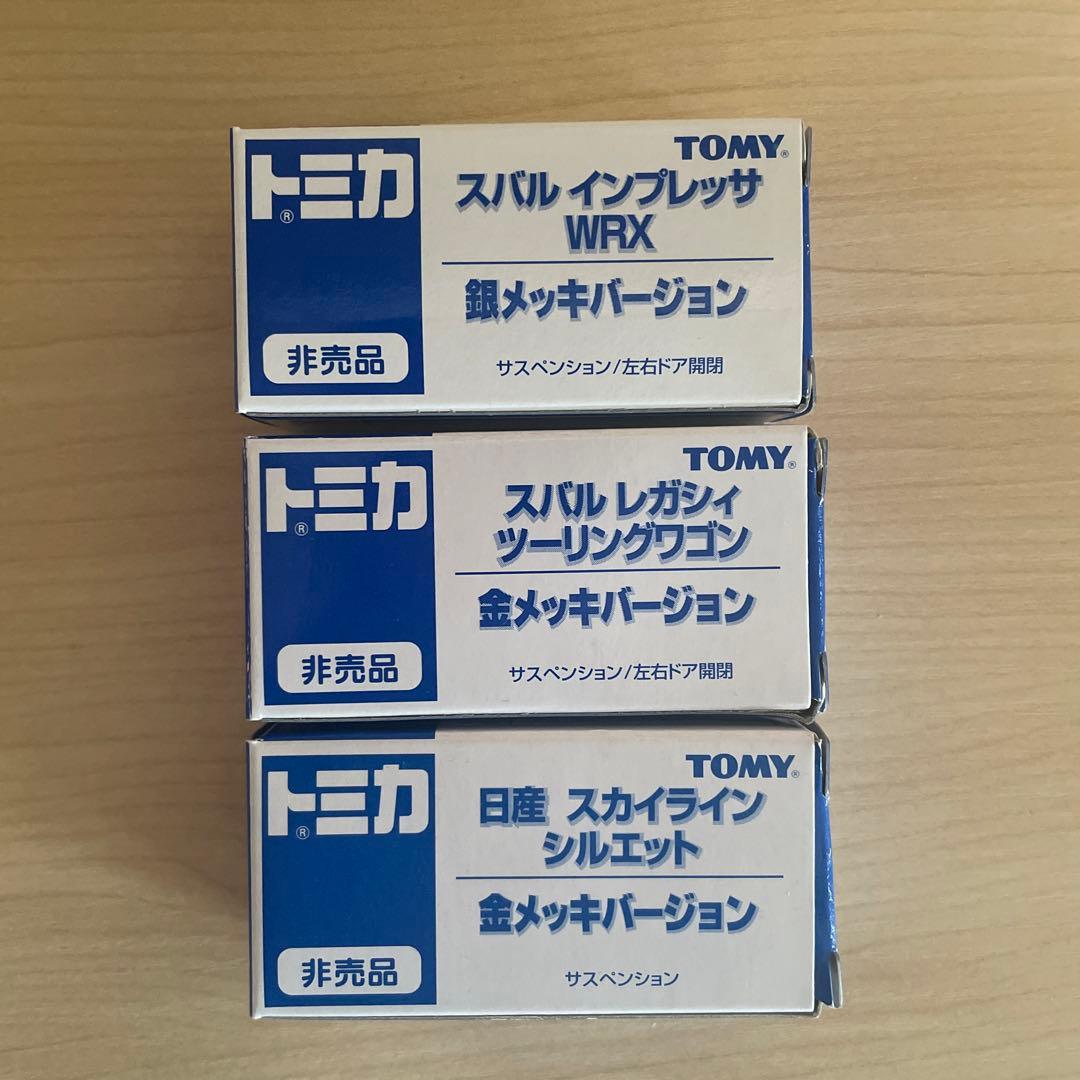 トミカ®
非売品
TOMY®
スバル インプレッサ
WRX
銀メッキバージョン
サスペンション/左右ドア開閉
トミカ®
非売品
TOMY®
スバル レガシィ
ツーリングワゴン
金メッキバージョン
サスペンション/左右ドア開閉
トミカ®
非売品
TOMY®
日産 スカイライン
シルエット
金メッキバージョン
サスペンション